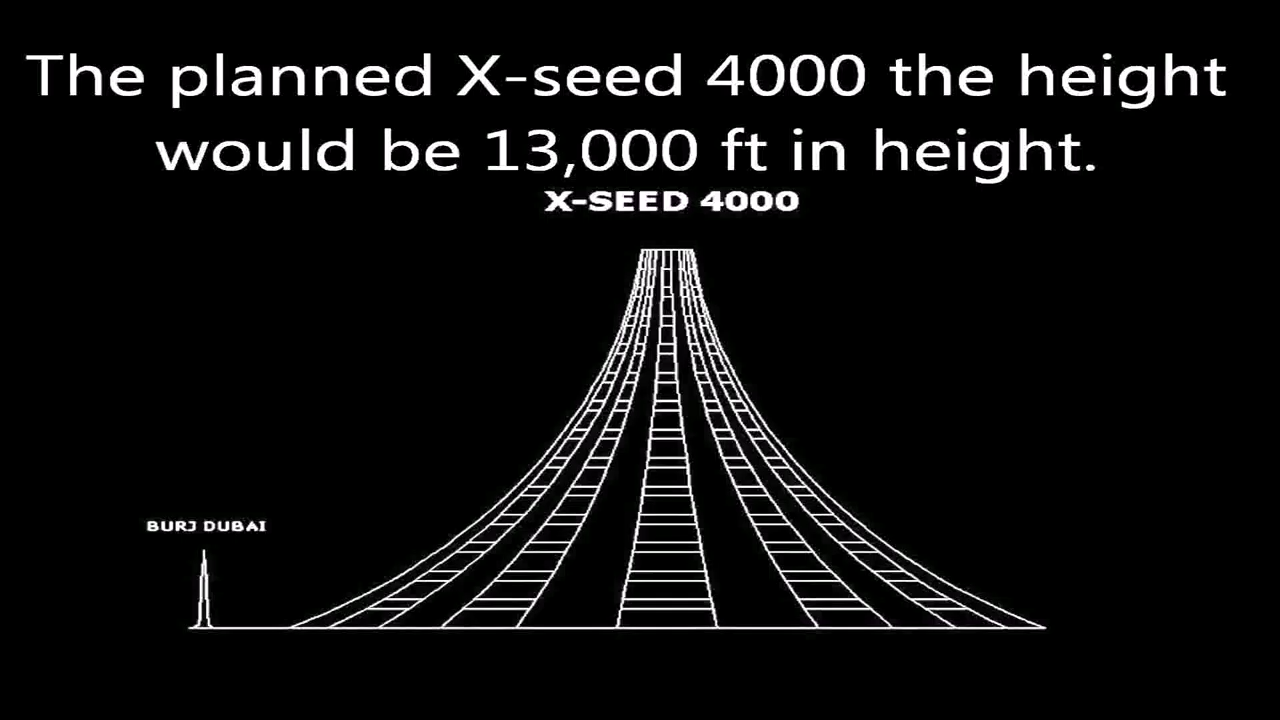 The planned X-seed 4000 the height
would be 13,000 ft in height.
X-SEED 4000
BURJ DUBAI